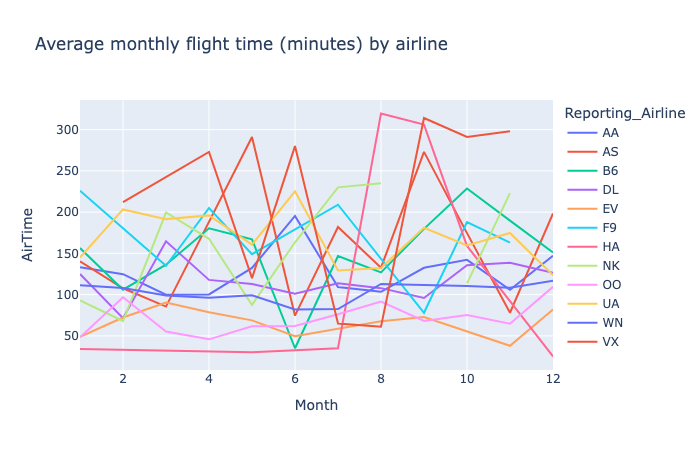 Average monthly flight time (minutes) by airline
Reporting_Airline
AA
AS
B6
DL
EV
F9
HA
NK
OO
UA
WN
VX
300
250
200
150
100
50
AirTime
2
4
6
8
10
12
Month